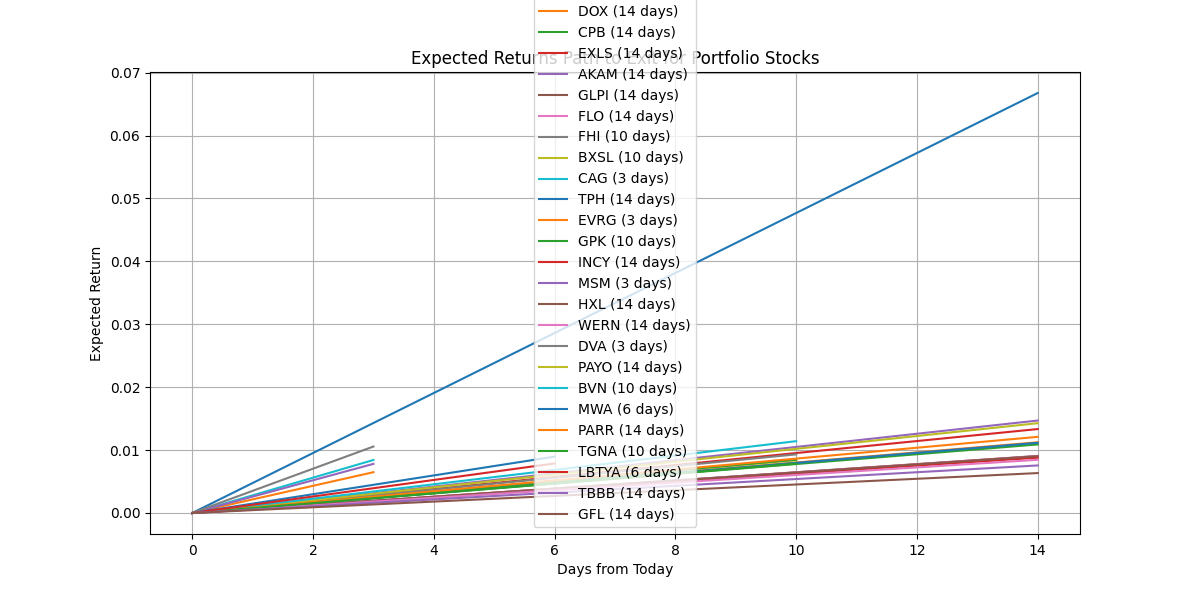 DOX (14 days)
CPB (14 days)
EXLS (14 days)
Expected Returns Path to Exit for Portfolio Stocks
AKAM (14 days)
GLPI (14 days)
FLO (14 days)
FHI (10 days)
BXSL (10 days)
CAG (3 days)
TPH (14 days)
EVRG (3 days)
GPK (10 days)
INCY (14 days)
MSM (3 days)
HXL (14 days)
WERN (14 days)
DVA (3 days)
PAYO (14 days)
BVN (10 days)
MWA (6 days)
PARR (14 days)
TGNA (10 days)
LBTYA (6 days)
TBBB (14 days)
GFL (14 days)
0.07
0.06
0.05
0.04
0.03
0.02
0.01
0.00
Expected Return
0 2 4 6 8 10 12 14
Days from Today